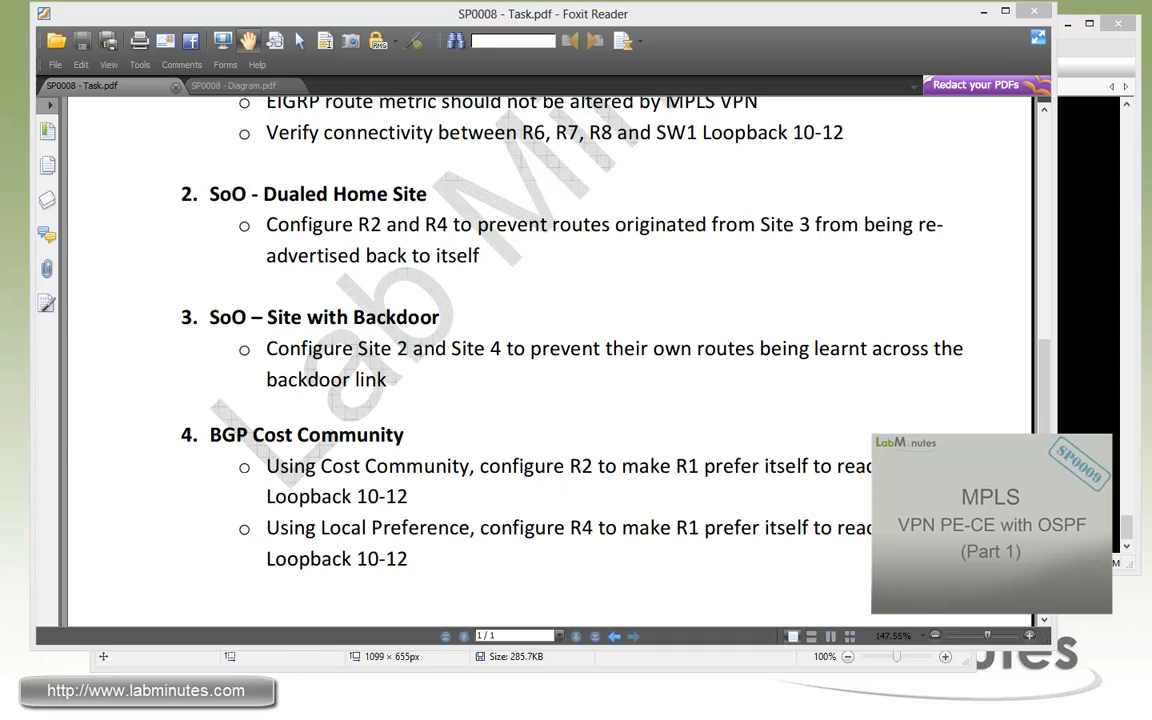 SP0008 - Task.pdf - Foxit Reader
File Edit View Tools Comments Forms Help
SP0008 - Task.pdf
SP0008 - Diagram.pdf
Redact your PDFs
EIGRP route metric should not be altered by MPLS VPN
o Verify connectivity between R6, R7, R8 and SW1 Loopback 10-12
2. SoO - Dualed Home Site
o Configure R2 and R4 to prevent routes originated from Site 3 from being re-
advertised back to itself
3. SoO – Site with Backdoor
o Configure Site 2 and Site 4 to prevent their own routes being learnt across the
backdoor link
4. BGP Cost Community
o Using Cost Community, configure R2 to make R1 prefer itself to reac
Loopback 10-12
o Using Local Preference, configure R4 to make R1 prefer itself to reac
Loopback 10-12
Lab Min
LabM nutes
SP0009
MPLS
VPN PE-CE with OSPF
(Part 1)
1 / 1
147.55%
1099 × 655px
Size: 285.7KB
100%
http://www.labminutes.com